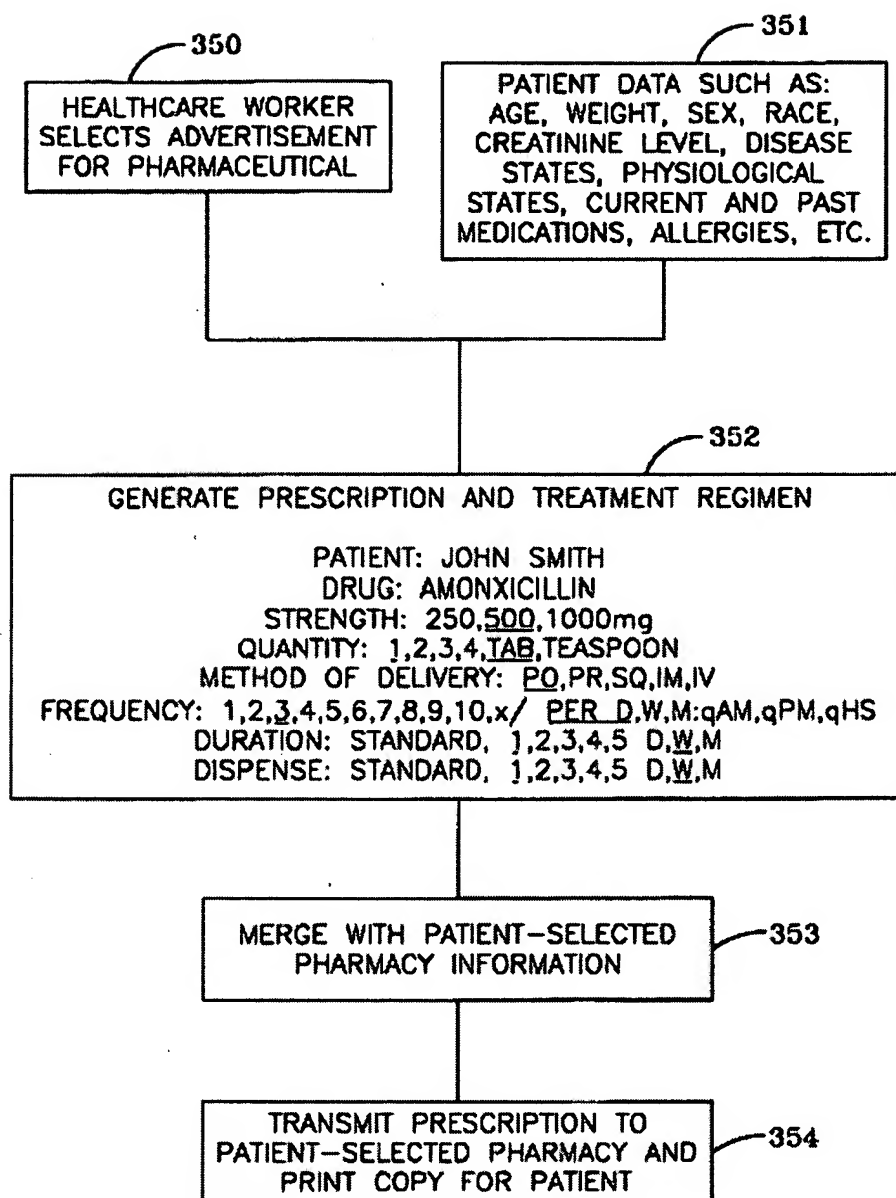 350
HEALTHCARE WORKER
SELECTS ADVERTISEMENT
FOR PHARMACEUTICAL
351
PATIENT DATA SUCH AS:
AGE, WEIGHT, SEX, RACE,
CREATININE LEVEL, DISEASE
STATES, PHYSIOLOGICAL
STATES, CURRENT AND PAST
MEDICATIONS, ALLERGIES, ETC.
352
GENERATE PRESCRIPTION AND TREATMENT REGIMEN
PATIENT: JOHN SMITH
DRUG: AMONXICILLIN
STRENGTH: 250,500,1000mg
QUANTITY: 1,2,3,4,TAB,TEASPOON
METHOD OF DELIVERY: PO,PR,SQ,IM,IV
FREQUENCY: 1,2,3,4,5,6,7,8,9,10,x/ PER D,W,M:qAM,qPM,qHS
DURATION: STANDARD, 1,2,3,4,5 D,W,M
DISPENSE: STANDARD, 1,2,3,4,5 D,W,M
MERGE WITH PATIENT-SELECTED
PHARMACY INFORMATION
353
TRANSMIT PRESCRIPTION TO
PATIENT-SELECTED PHARMACY AND
PRINT COPY FOR PATIENT
354